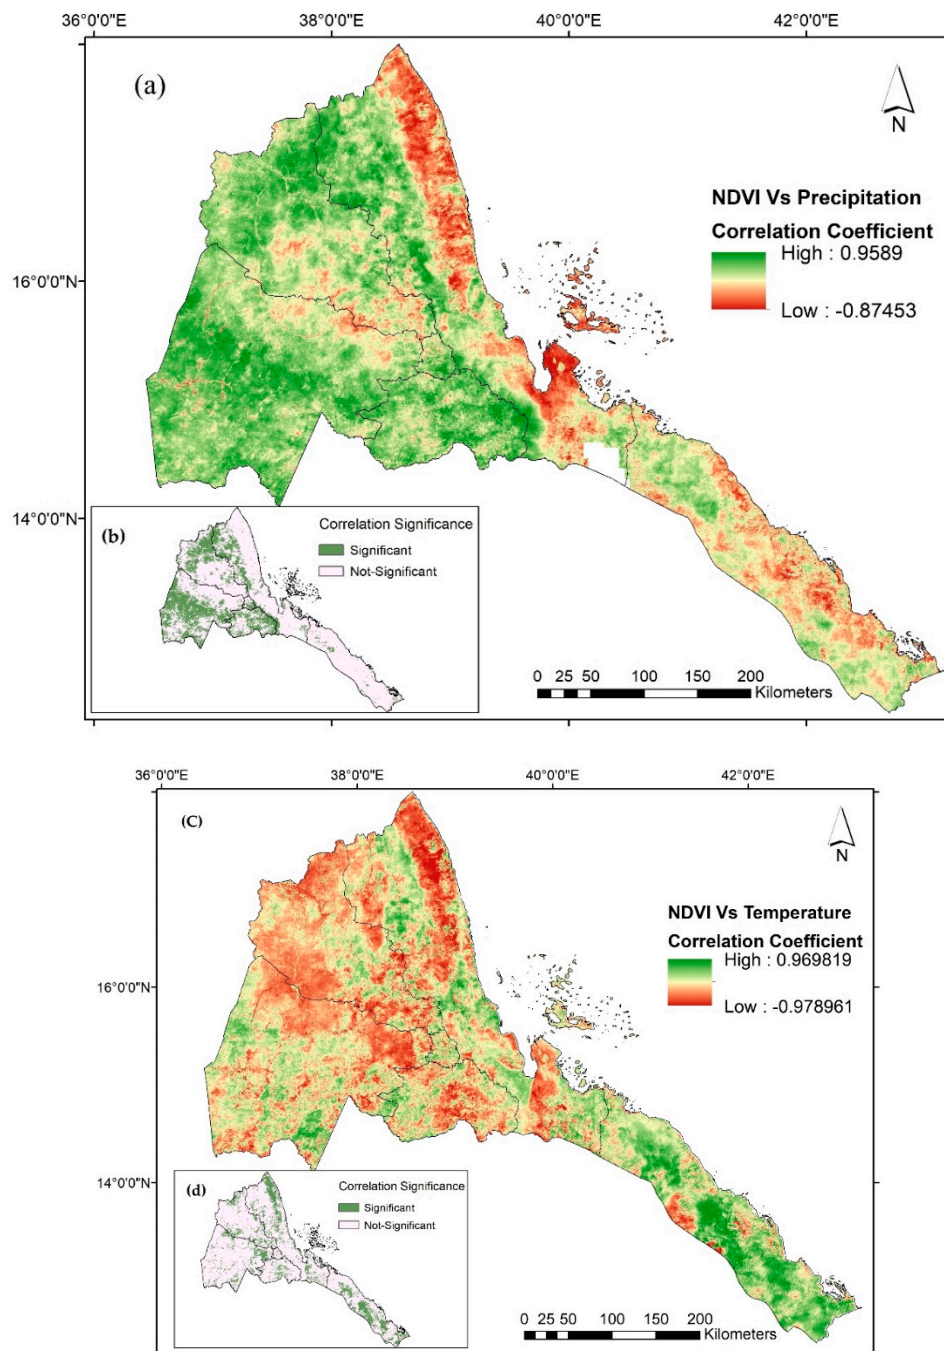 36°0'0"E 38°0'0"E 40°0'0"E 42°0'0"E
(a)
N
NDVI Vs Precipitation
Correlation Coefficient
High : 0.9589
Low : -0.87453
16°0'0"N
14°0'0"N
(b)
Correlation Significance
Significant
Not-Significant
0 25 50 100 150 200
Kilometers
36°0'0"E 38°0'0"E 40°0'0"E 42°0'0"E
(C)
N
NDVI Vs Temperature
Correlation Coefficient
High : 0.969819
Low : -0.978961
16°0'0"N
14°0'0"N
(d)
Correlation Significance
Significant
Not-Significant
0 25 50 100 150 200
Kilometers